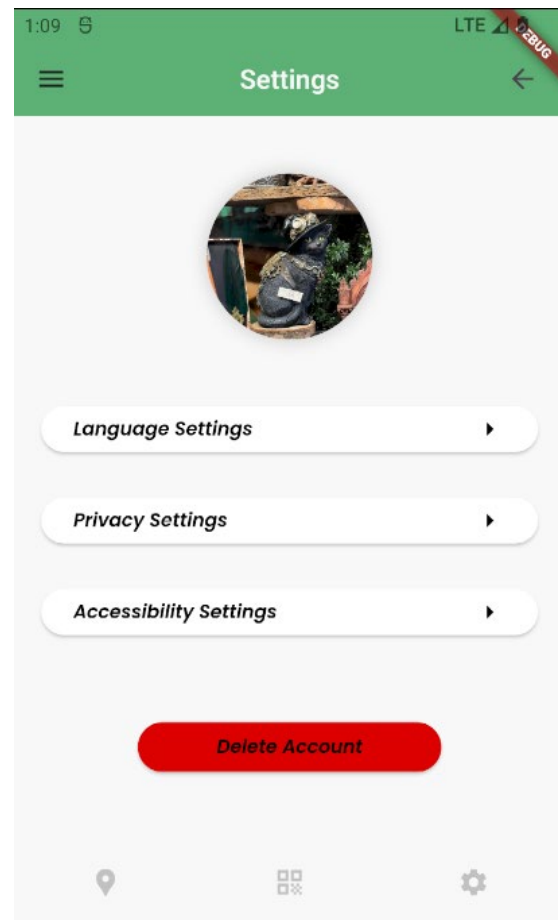 1:09 LTE
DEBUG
Settings
Language Settings
Privacy Settings
Accessibility Settings
Delete Account